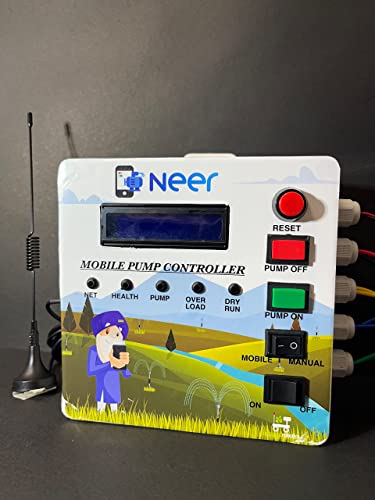 Neer
RESET
PUMP OFF
MOBILE PUMP CONTROLLER
NET HEALTH PUMP OVER LOAD DRY RUN
PUMP ON
MOBILE MANUAL
ON OFF